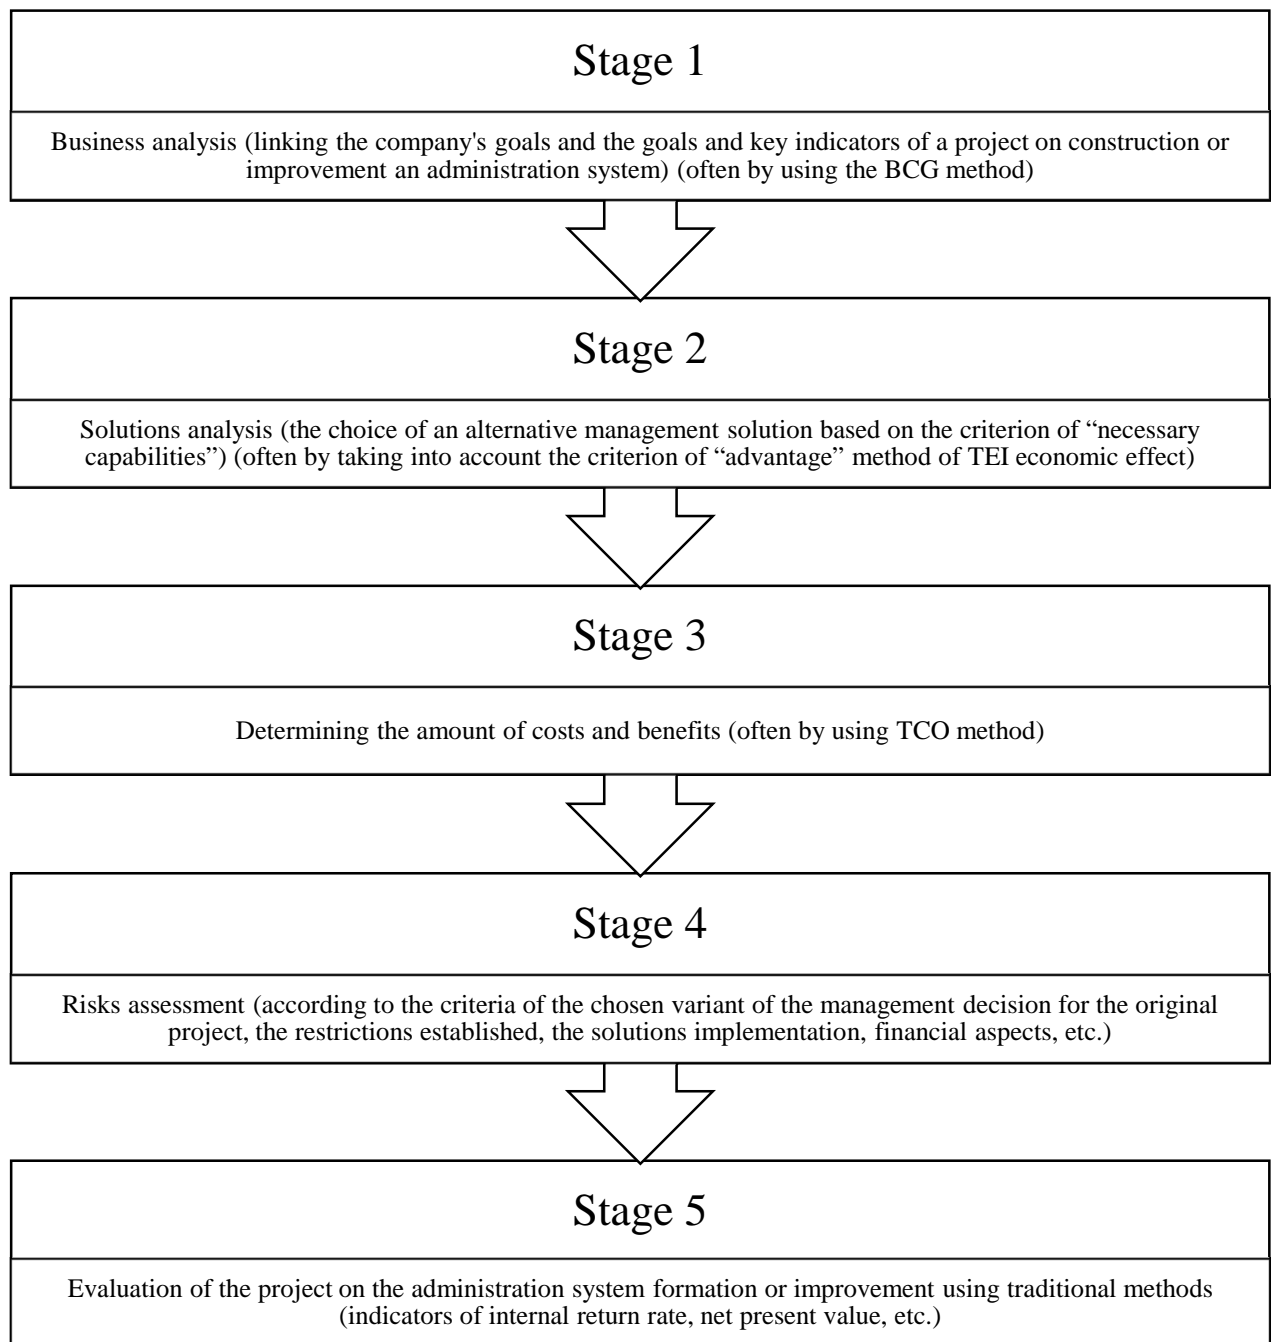 Stage 1
Business analysis (linking the company's goals and the goals and key indicators of a project on construction or
improvement an administration system) (often by using the BCG method)
Stage 2
Solutions analysis (the choice of an alternative management solution based on the criterion of “necessary
capabilities”) (often by taking into account the criterion of “advantage” method of TEI economic effect)
Stage 3
Determining the amount of costs and benefits (often by using TCO method)
Stage 4
Risks assessment (according to the criteria of the chosen variant of the management decision for the original
project, the restrictions established, the solutions implementation, financial aspects, etc.)
Stage 5
Evaluation of the project on the administration system formation or improvement using traditional methods
(indicators of internal return rate, net present value, etc.)